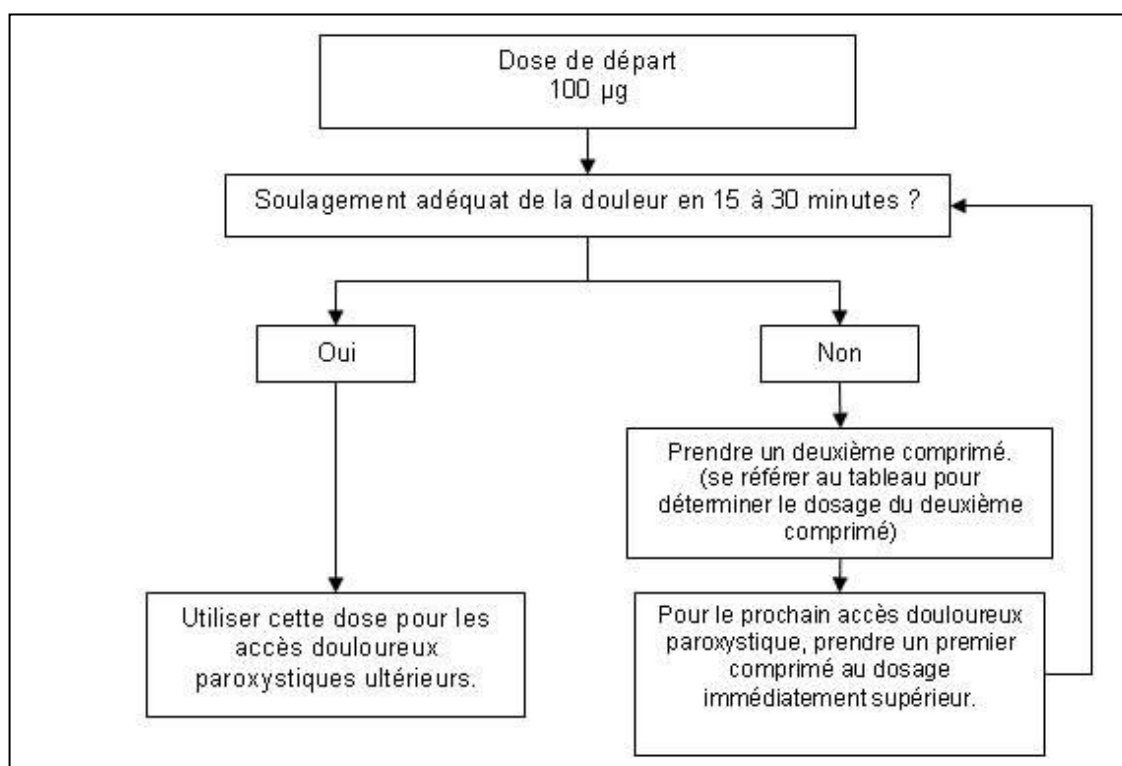 Dose de départ
100 µg
Soulagement adéquat de la douleur en 15 à 30 minutes ?
Oui
Non
Prendre un deuxième comprimé.
(se référer au tableau pour
déterminer le dosage du deuxième
comprimé)
Utiliser cette dose pour les
accès douloureux
paroxystiques ultérieurs.
Pour le prochain accès douloureux
paroxystique, prendre un premier
comprimé au dosage
immédiatement supérieur.